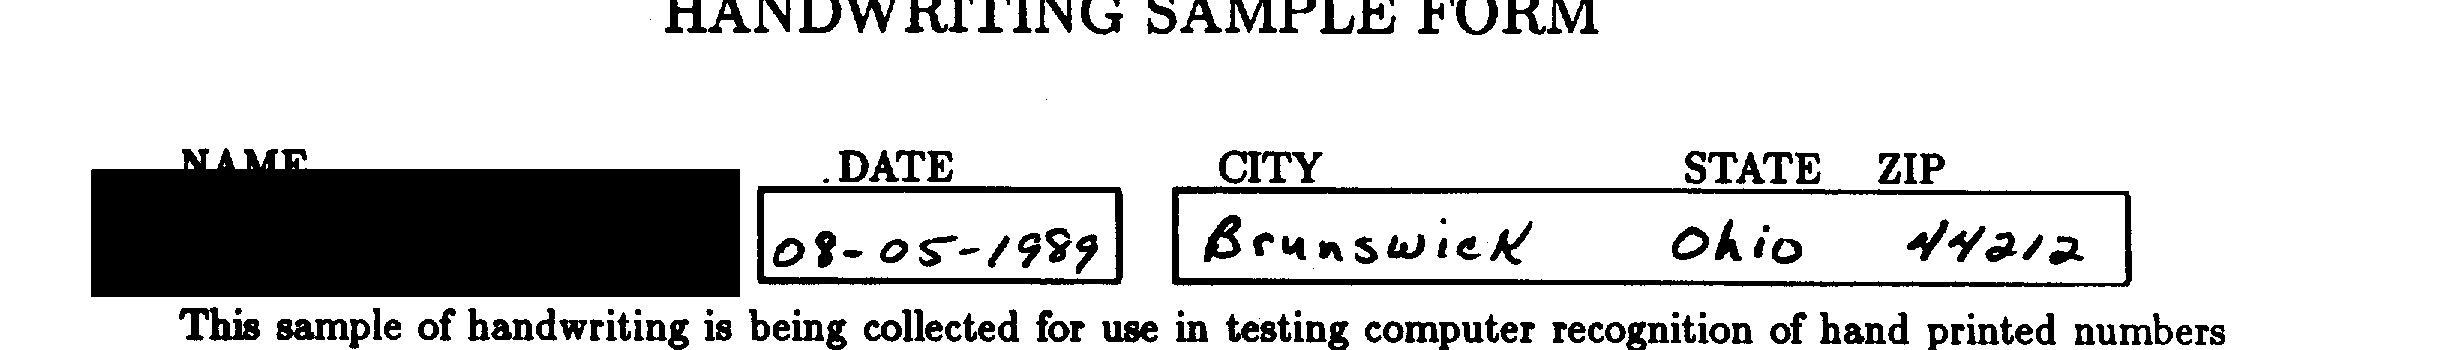 HANDWRITING SAMPLE FORM
NAME DATE CITY STATE ZIP
08-05-1989 Brunswick Ohio 44212
This sample of handwriting is being collected for use in testing computer recognition of hand printed numbers